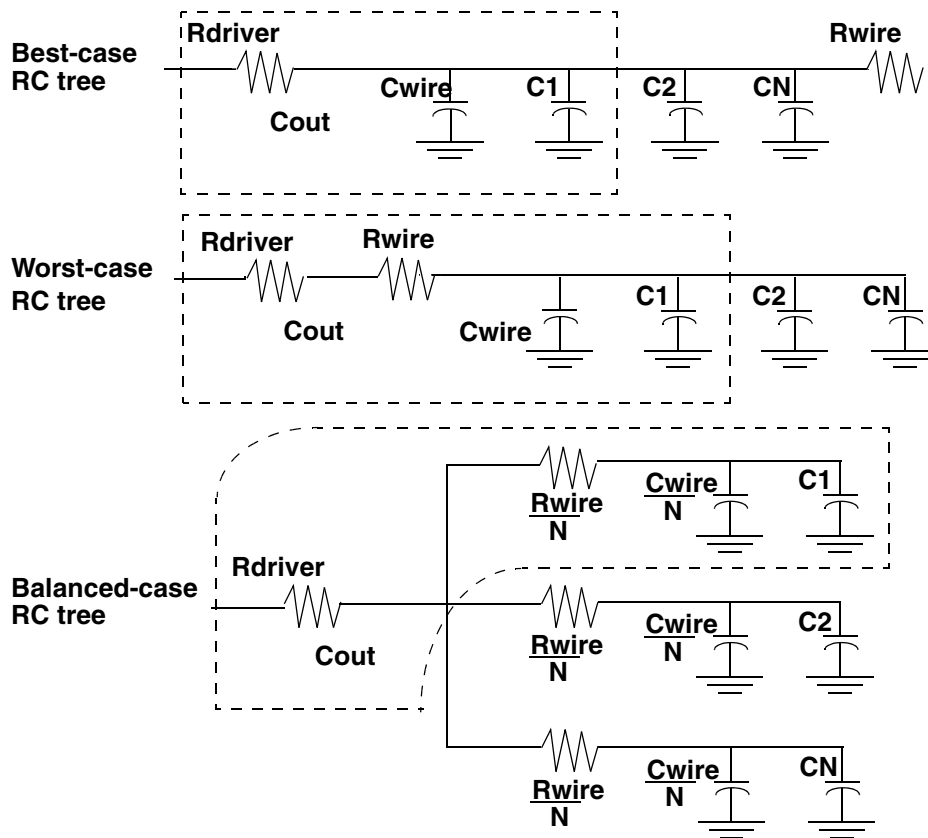 Best-case
RC tree
Rdriver
Rwire
Cwire
C1
C2
CN
Cout
Worst-case
RC tree
Rdriver
Rwire
C1
C2
CN
Cout
Cwire
Balanced-case
RC tree
Rdriver
Cout
Rwire
N
Cwire
N
C1
Rwire
N
Cwire
N
C2
Rwire
N
Cwire
N
CN